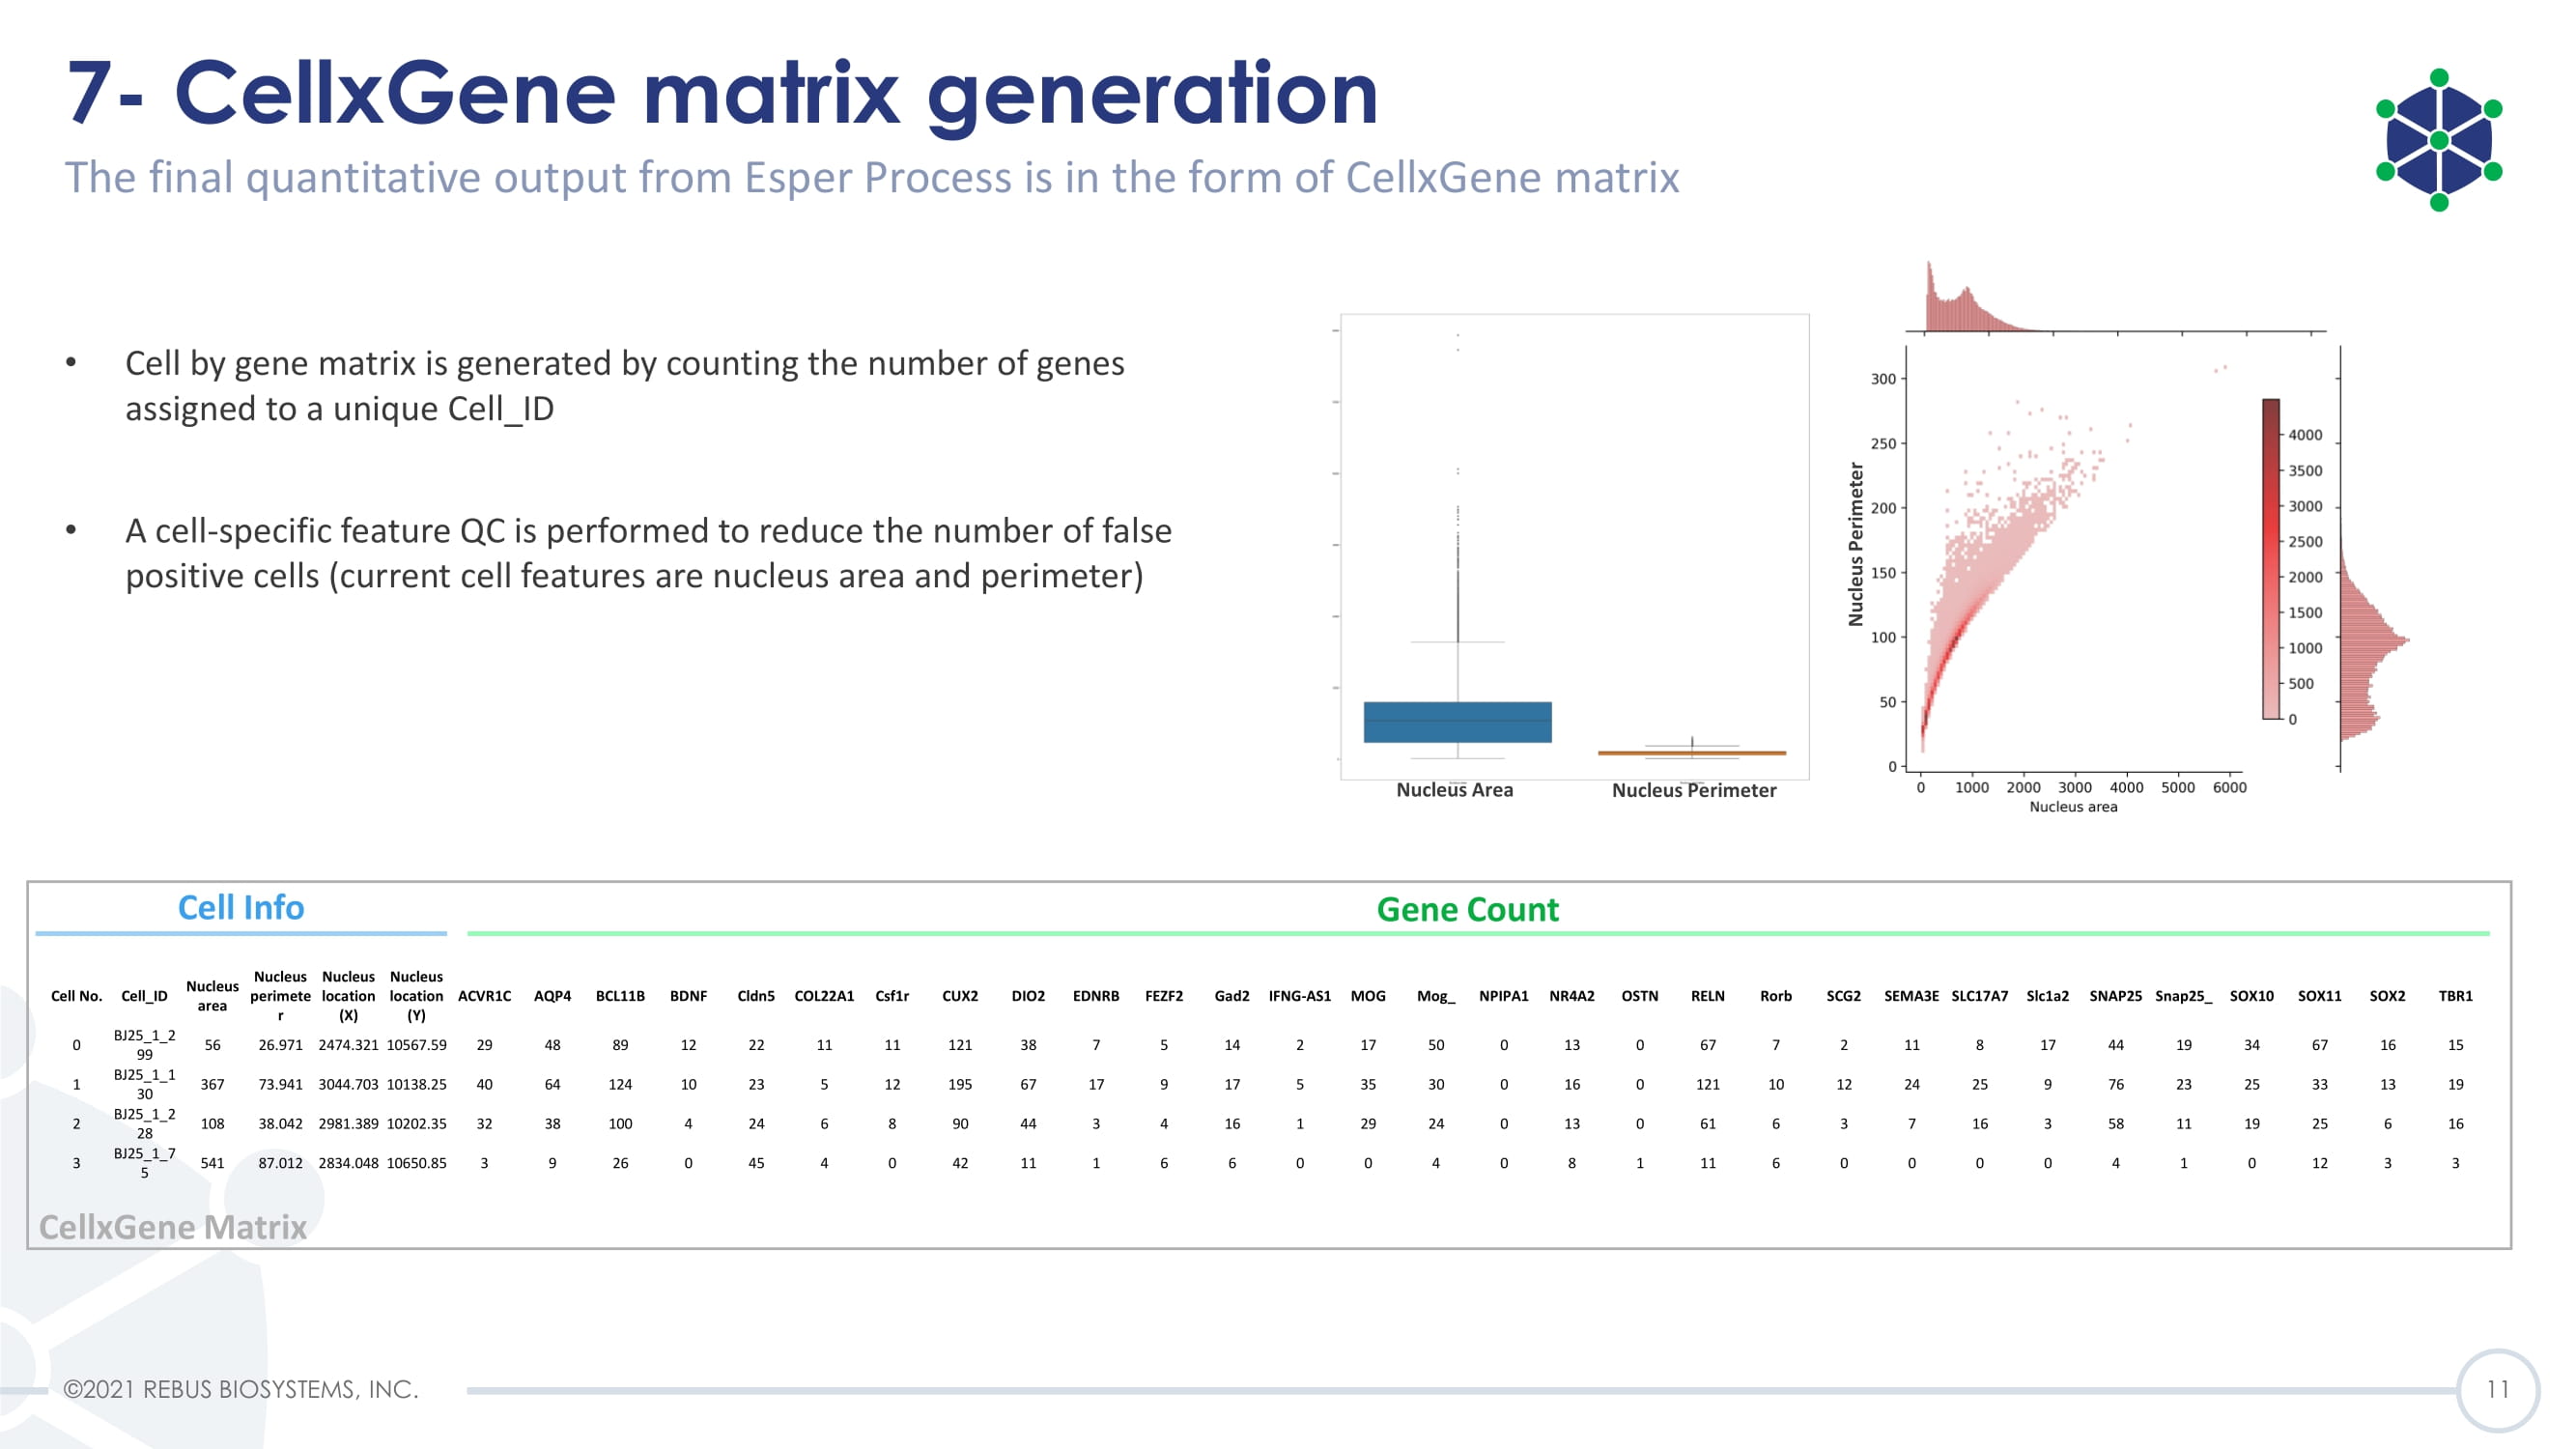 7- CellxGene matrix generation
The final quantitative output from Esper Process is in the form of CellxGene matrix
• Cell by gene matrix is generated by counting the number of genes
assigned to a unique Cell_ID
• A cell-specific feature QC is performed to reduce the number of false
positive cells (current cell features are nucleus area and perimeter)
Nucleus Area
Nucleus Perimeter
Nucleus Perimeter
300
250
200
150
100
50
0
0 1000 2000 3000 4000 5000 6000
Nucleus area
4000
3500
3000
2500
2000
1500
1000
500
0
Cell Info
Gene Count
Cell No. Cell_ID Nucleus area Nucleus perimeter Nucleus location (X) Nucleus location (Y) ACVR1C AQP4 BCL11B BDNF Cldn5 COL22A1 Csf1r CUX2 DIO2 EDNRB FEZF2 Gad2 IFNG-AS1 MOG Mog_ NPIPA1 NR4A2 OSTN RELN Rorb SCG2 SEMA3E SLC17A7 Slc1a2 SNAP25 Snap25_ SOX10 SOX11 SOX2 TBR1
0 BJ25_1_299 56 26.971 2474.321 10567.59 29 48 89 12 22 11 11 121 38 7 5 14 2 17 50 0 13 0 67 7 2 11 8 17 44 19 34 67 16 15
1 BJ25_1_130 367 73.941 3044.703 10138.25 40 64 124 10 23 5 12 195 67 17 9 17 5 35 30 0 16 0 121 10 12 24 25 9 76 23 25 33 13 19
2 BJ25_1_228 108 38.042 2981.389 10202.35 32 38 100 4 24 6 8 90 44 3 4 16 1 29 24 0 13 0 61 6 3 7 16 3 58 11 19 25 6 16
3 BJ25_1_75 541 87.012 2834.048 10650.85 3 9 26 0 45 4 0 42 11 1 6 6 0 0 4 0 8 1 11 6 0 0 0 0 4 1 0 12 3 3
CellxGene Matrix
©2021 REBUS BIOSYSTEMS, INC.
11